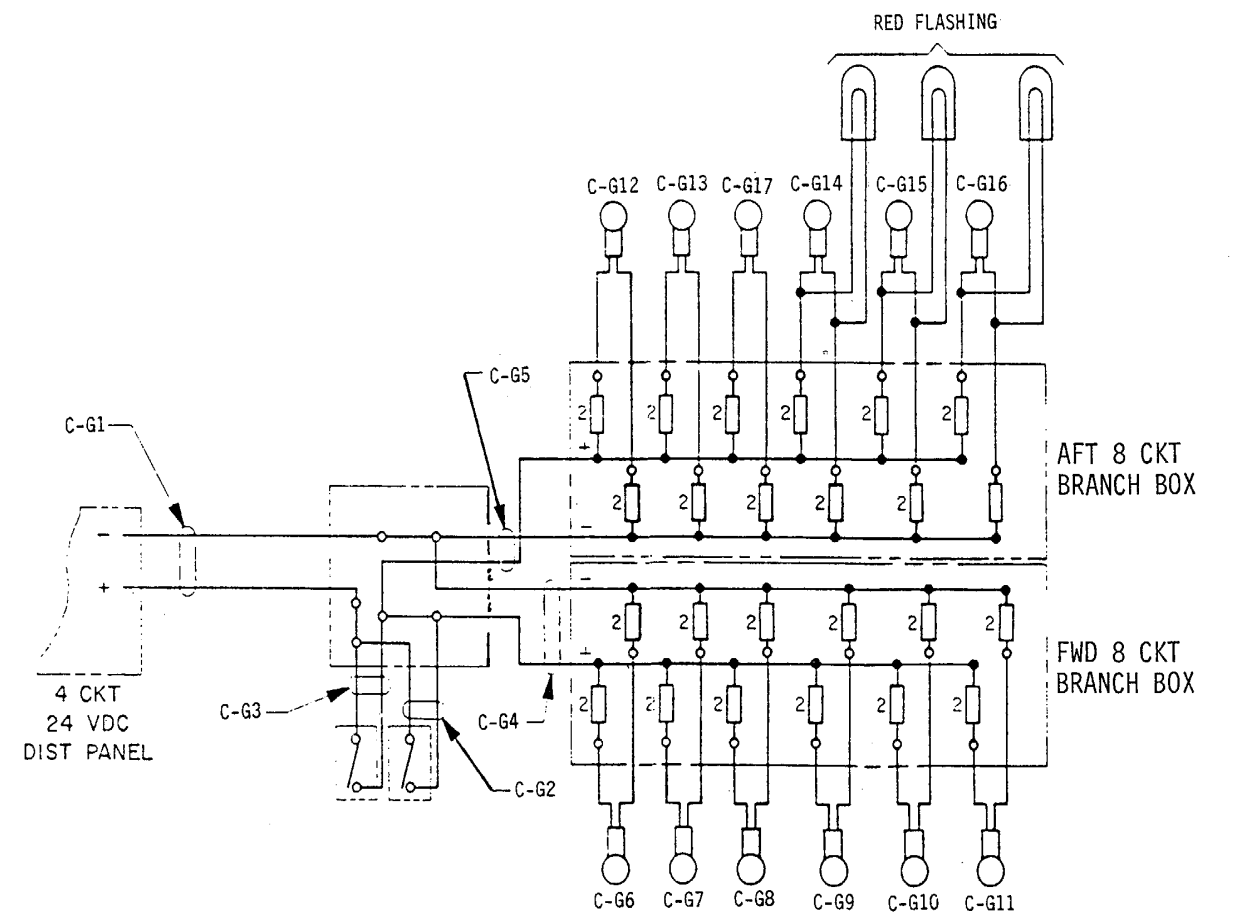 RED FLASHING
C-G12 C-G13 C-G17 C-G14 C-G15 C-G16
C-G5
C-G1
2 2 2 2 2 2
+
AFT 8 CKT
BRANCH BOX
2 2 2 2 2 2
-
-
+
-
2 2 2 2 2 2
FWD 8 CKT
BRANCH BOX
4 CKT
24 VDC
DIST PANEL
C-G3
C-G4
2 2 2 2 2 2
C-G2
C-G6 C-G7 C-G8 C-G9 C-G10 C-G11